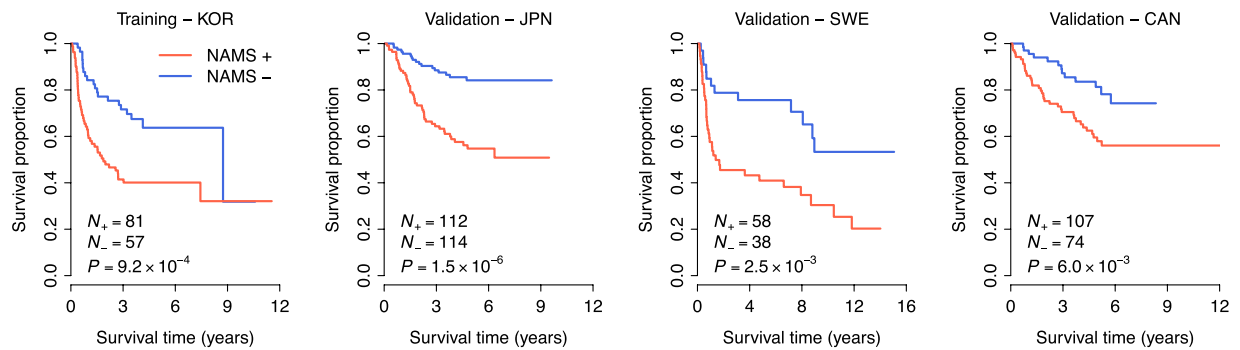 Training – KOR
Survival proportion
1.0
0.8
0.6
0.4
0.2
0.0
NAMS +
NAMS –
N+ = 81
N– = 57
P = 9.2 × 10⁻⁴
0 3 6 9 12
Survival time (years)
Validation – JPN
Survival proportion
1.0
0.8
0.6
0.4
0.2
0.0
N+ = 112
N– = 114
P = 1.5 × 10⁻⁶
0 3 6 9 12
Survival time (years)
Validation – SWE
Survival proportion
1.0
0.8
0.6
0.4
0.2
0.0
N+ = 58
N– = 38
P = 2.5 × 10⁻³
0 4 8 12 16
Survival time (years)
Validation – CAN
Survival proportion
1.0
0.8
0.6
0.4
0.2
0.0
N+ = 107
N– = 74
P = 6.0 × 10⁻³
0 3 6 9 12
Survival time (years)